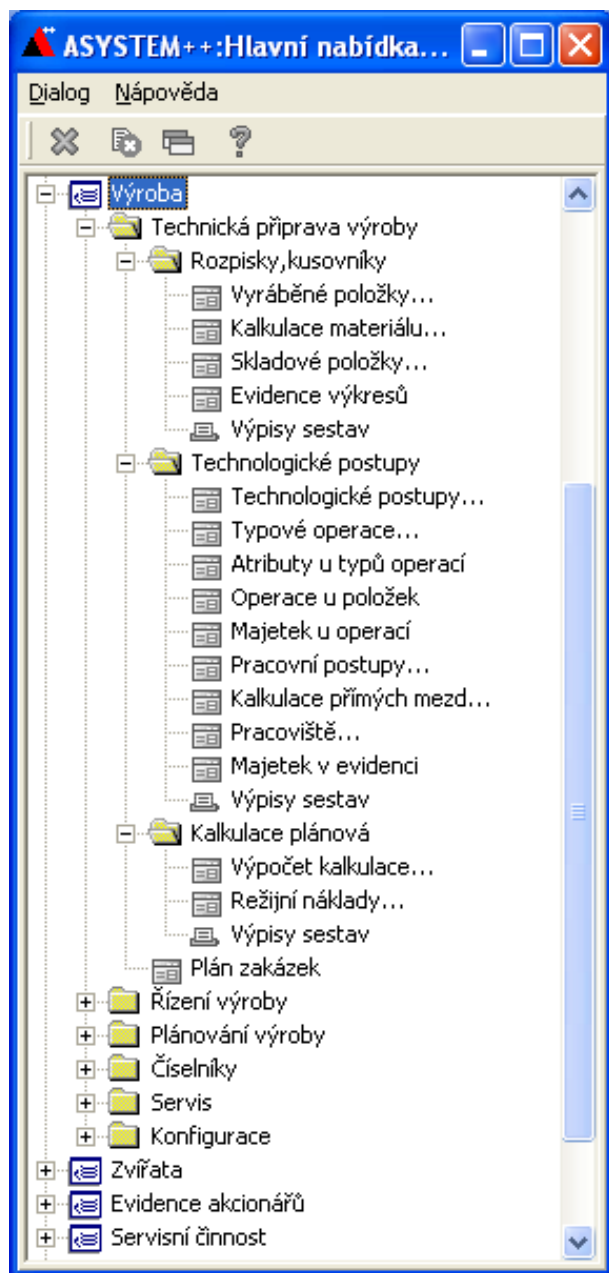 ASYSTEM++:Hlavní nabídka...
Dialog Nápověda
Výroba
Technická příprava výroby
Rozpisky,kusovníky
Vyráběné položky...
Kalkulace materiálu...
Skladové položky...
Evidence výkresů
Výpisy sestav
Technologické postupy
Technologické postupy...
Typové operace...
Atributy u typů operací
Operace u položek
Majetek u operací
Pracovní postupy...
Kalkulace přímých mezd...
Pracoviště...
Majetek v evidenci
Výpisy sestav
Kalkulace plánová
Výpočet kalkulace...
Režijní náklady...
Výpisy sestav
Plán zakázek
Řízení výroby
Plánování výroby
Číselníky
Servis
Konfigurace
Zvířata
Evidence akcionářů
Servisní činnost